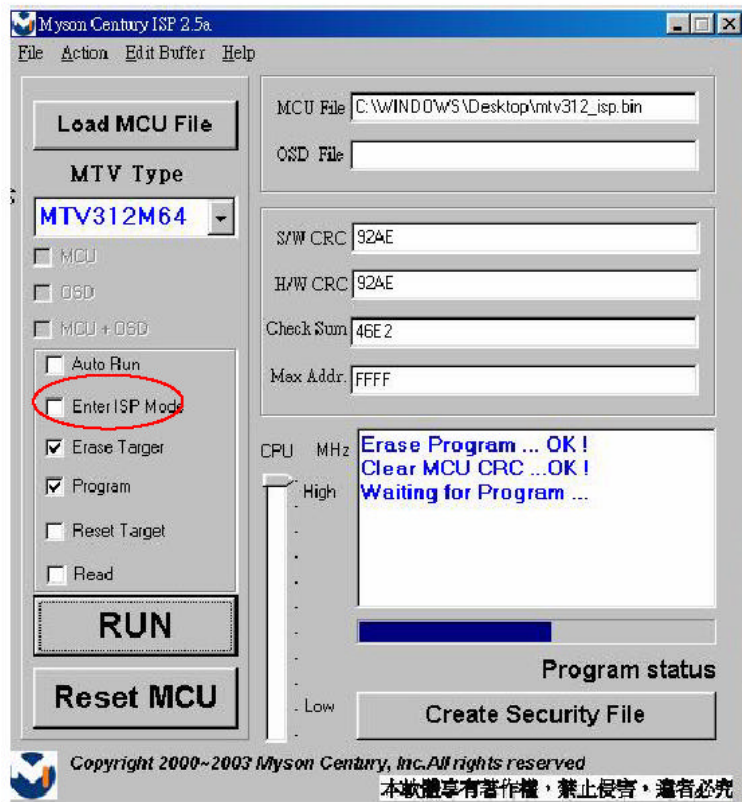 Myson Century ISP 2.5a
File Action Edit Buffer Help
Load MCU File
MTV Type
MTV312M64
MCU
OSD
MCU + OSD
Auto Run
Enter ISP Mode
Erase Targer
Program
Reset Target
Read
RUN
Reset MCU
MCU File C:\WINDOWS\Desktop\mtv312_isp.bin
OSD File
S/W CRC 92AE
H/W CRC 92AE
Check Sum 46E2
Max Addr. FFFF
CPU MHz
High
Low
Erase Program ... OK !
Clear MCU CRC ...OK !
Waiting for Program ...
Program status
Create Security File
Copyright 2000~2003 Myson Century, Inc.All rights reserved
本軟體享有著作權，禁止侵害，違者必究